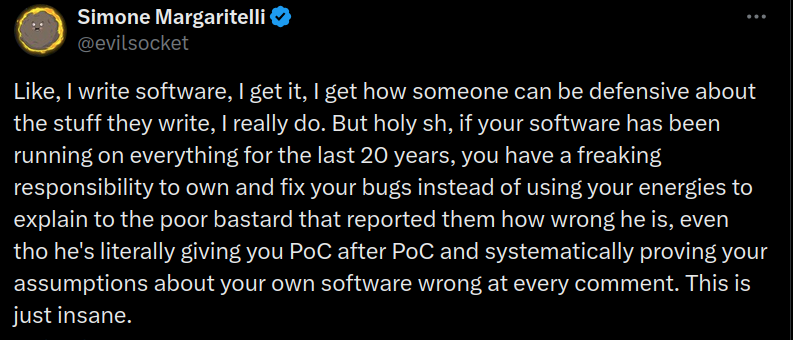 Simone Margaritelli
@evilsocket
Like, I write software, I get it, I get how someone can be defensive about
the stuff they write, I really do. But holy sh, if your software has been
running on everything for the last 20 years, you have a freaking
responsibility to own and fix your bugs instead of using your energies to
explain to the poor bastard that reported them how wrong he is, even
tho he's literally giving you PoC after PoC and systematically proving your
assumptions about your own software wrong at every comment. This is
just insane.